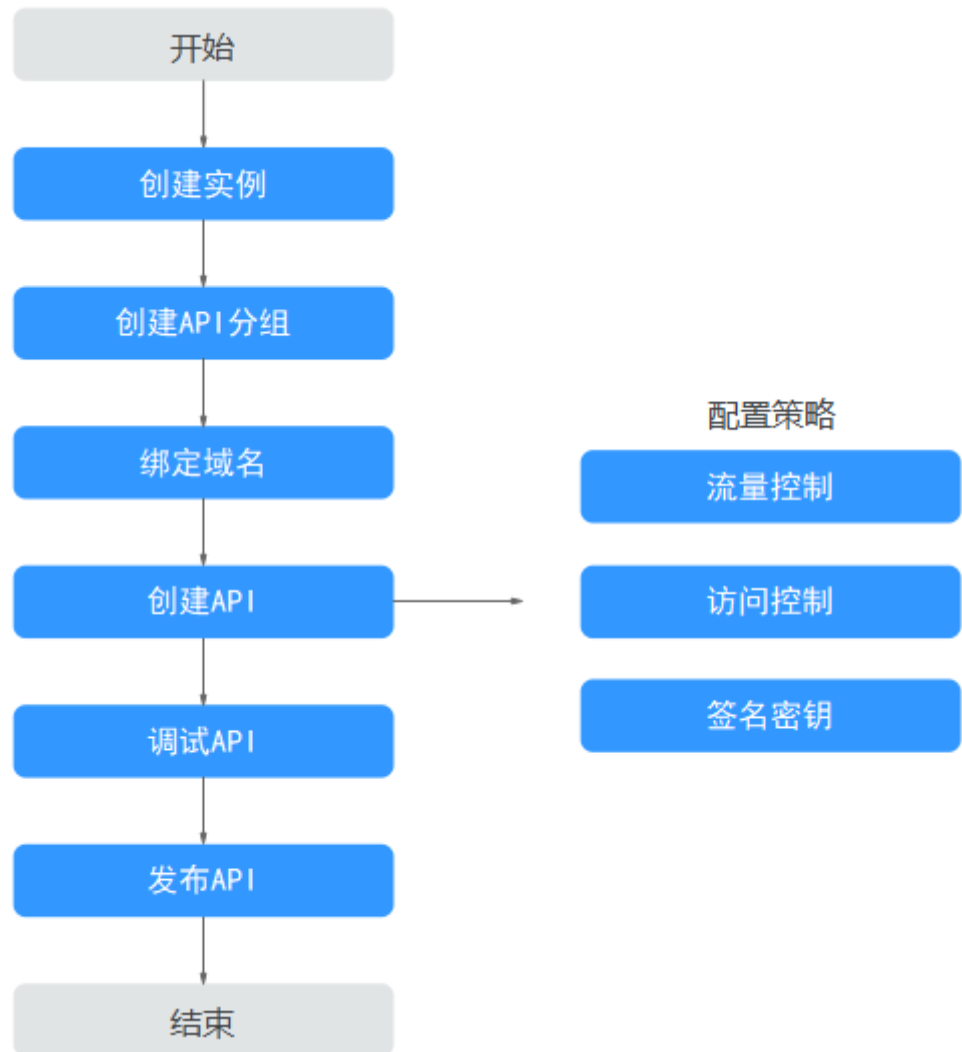 开始
创建实例
创建API分组
绑定域名
创建API
调试API
发布API
结束
配置策略
流量控制
访问控制
签名密钥